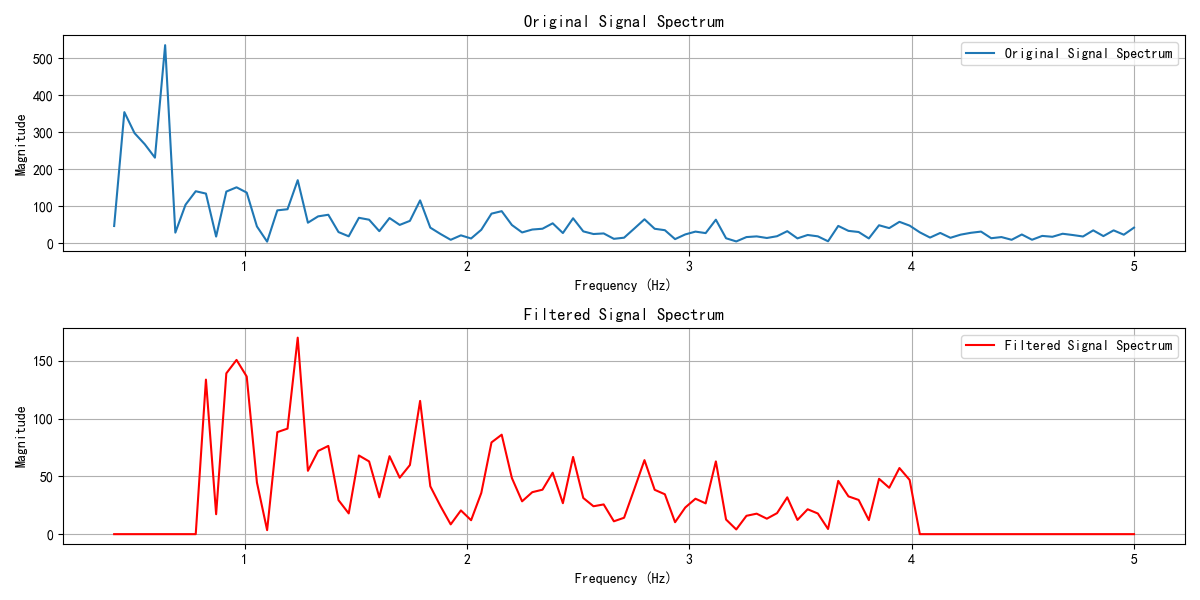 Original Signal Spectrum
Original Signal Spectrum
Magnitude
500
400
300
200
100
0
1 2 3 4 5
Frequency (Hz)
Filtered Signal Spectrum
Filtered Signal Spectrum
Magnitude
150
100
50
0
1 2 3 4 5
Frequency (Hz)